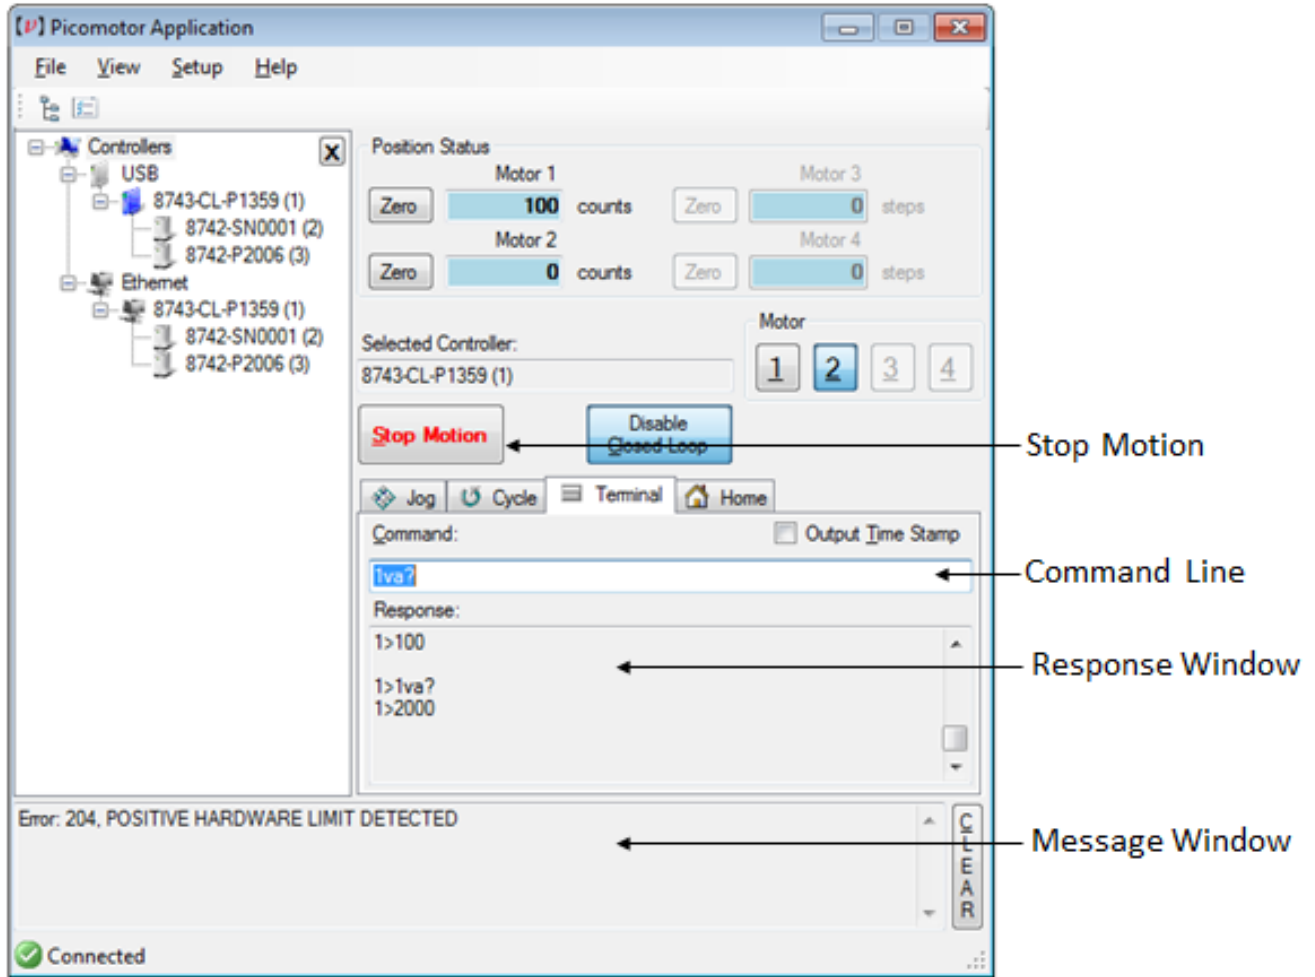 [ν] Picomotor Application
File View Setup Help
Controllers
USB
8743-CL-P1359 (1)
8742-SN0001 (2)
8742-P2006 (3)
Ethernet
8743-CL-P1359 (1)
8742-SN0001 (2)
8742-P2006 (3)
X
Position Status
Motor 1 Motor 3
Zero 100 counts Zero 0 steps
Motor 2 Motor 4
Zero 0 counts Zero 0 steps
Motor
Selected Controller:
8743-CL-P1359 (1)
1 2 3 4
Stop Motion
Disable
Closed Loop
Stop Motion
Jog Cycle Terminal Home
Command: Output Time Stamp
1va?
Command Line
Response:
1>100
1>1va?
1>2000
Response Window
Error: 204, POSITIVE HARDWARE LIMIT DETECTED
CLEAR
Message Window
Connected